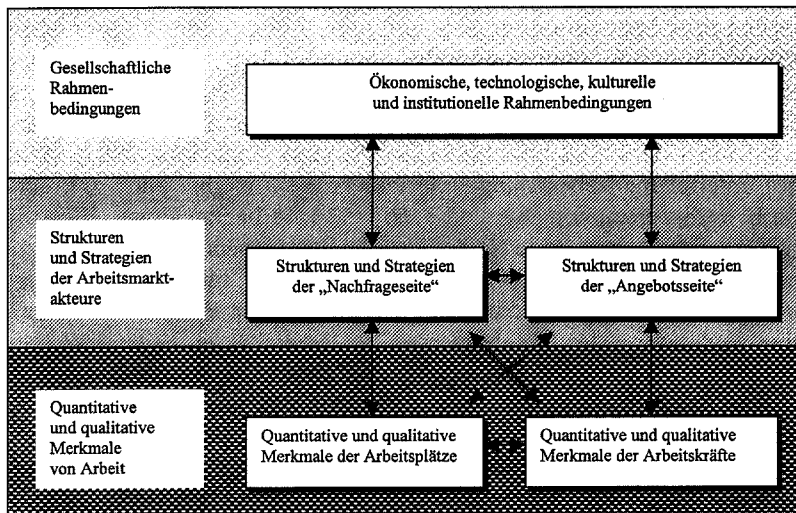 Gesellschaftliche
Rahmen-
bedingungen
Ökonomische, technologische, kulturelle
und institutionelle Rahmenbedingungen
Strukturen
und Strategien
der Arbeitsmarkt-
akteure
Strukturen und Strategien
der „Nachfrageseite“
Strukturen und Strategien
der „Angebotsseite“
Quantitative
und qualitative
Merkmale
von Arbeit
Quantitative und qualitative
Merkmale der Arbeitsplätze
Quantitative und qualitative
Merkmale der Arbeitskräfte